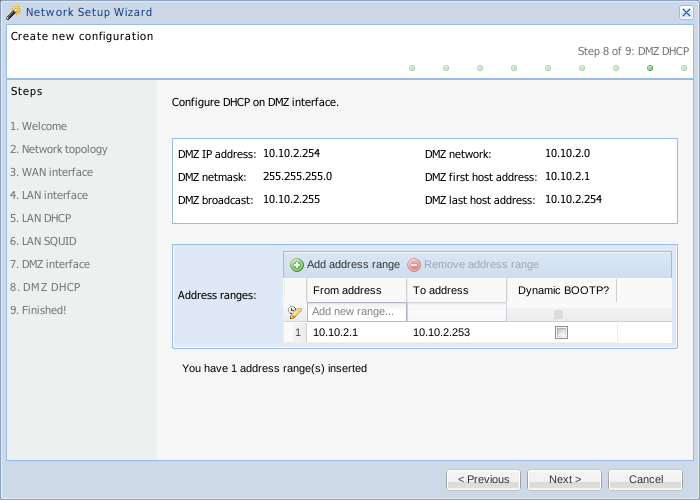 Network Setup Wizard
Create new configuration
Step 8 of 9: DMZ DHCP
Steps
1. Welcome
2. Network topology
3. WAN interface
4. LAN interface
5. LAN DHCP
6. LAN SQUID
7. DMZ interface
8. DMZ DHCP
9. Finished!
Configure DHCP on DMZ interface.
DMZ IP address: 10.10.2.254 DMZ network: 10.10.2.0
DMZ netmask: 255.255.255.0 DMZ first host address: 10.10.2.1
DMZ broadcast: 10.10.2.255 DMZ last host address: 10.10.2.254
Address ranges:
Add address range Remove address range
From address To address Dynamic BOOTP?
Add new range...
1 10.10.2.1 10.10.2.253
You have 1 address range(s) inserted
< Previous Next > Cancel